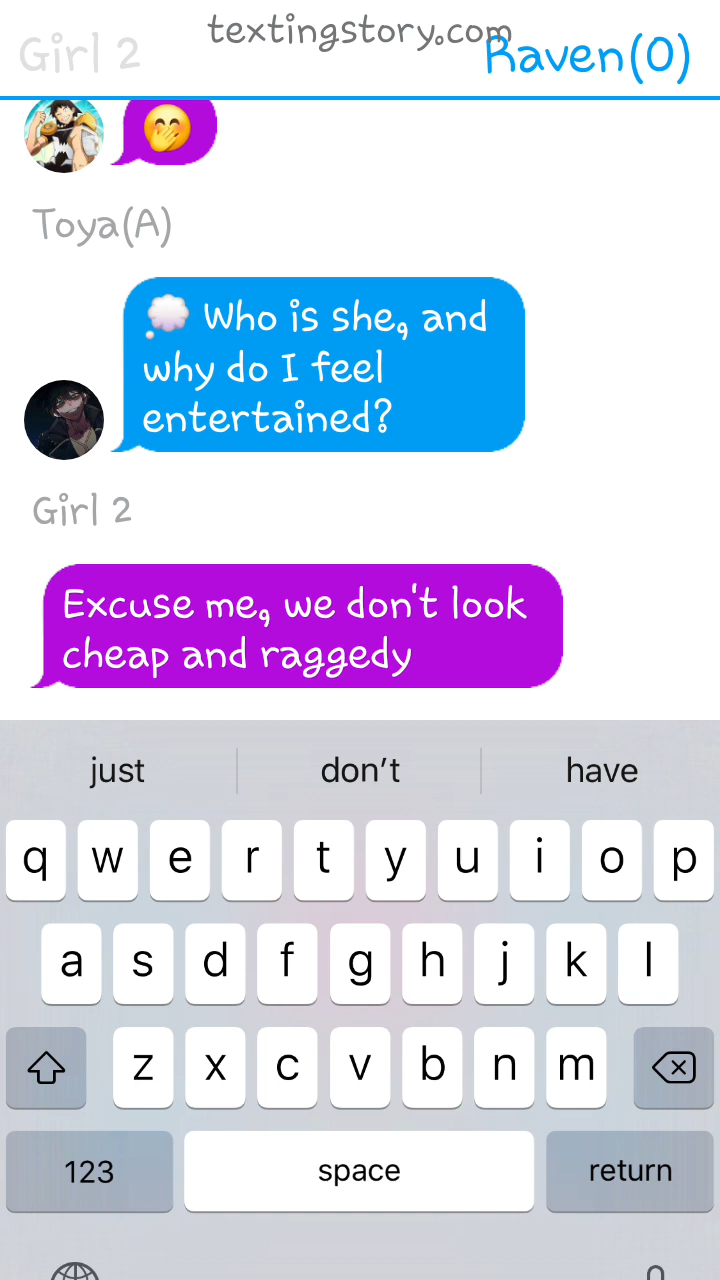 textingstory.com
Girl 2
Raven(O)
🤭
Toya(A)
💭 Who is she, and
why do I feel
entertained?
Girl 2
Excuse me, we don't look
cheap and raggedy
just don’t have
q w e r t y u i o p
a s d f g h j k l
z x c v b n m
123 space return